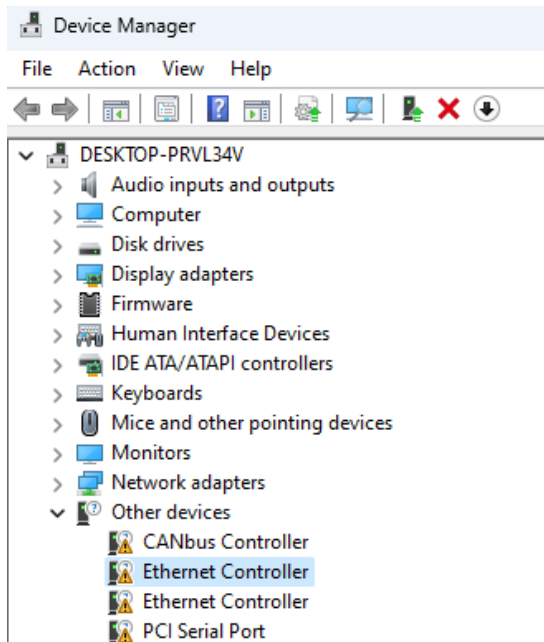 Device Manager
File Action View Help
DESKTOP-PRVL34V
Audio inputs and outputs
Computer
Disk drives
Display adapters
Firmware
Human Interface Devices
IDE ATA/ATAPI controllers
Keyboards
Mice and other pointing devices
Monitors
Network adapters
Other devices
CANbus Controller
Ethernet Controller
Ethernet Controller
PCI Serial Port